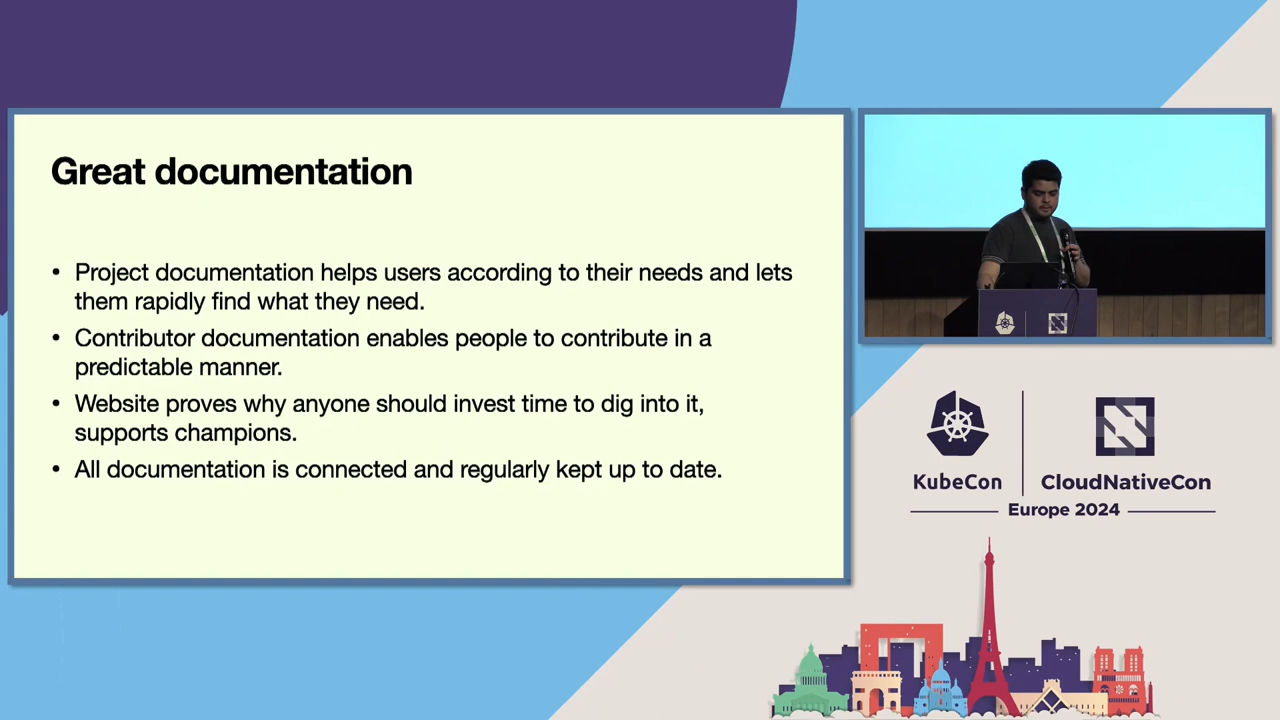 Great documentation
• Project documentation helps users according to their needs and lets
them rapidly find what they need.
• Contributor documentation enables people to contribute in a
predictable manner.
• Website proves why anyone should invest time to dig into it,
supports champions.
• All documentation is connected and regularly kept up to date.
KubeCon
CloudNativeCon
Europe 2024